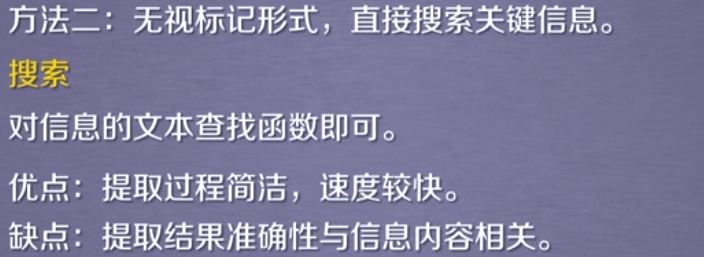 方法二：无视标记形式，直接搜索关键信息。
搜索
对信息的文本查找函数即可。
优点：提取过程简洁，速度较快。
缺点：提取结果准确性与信息内容相关。